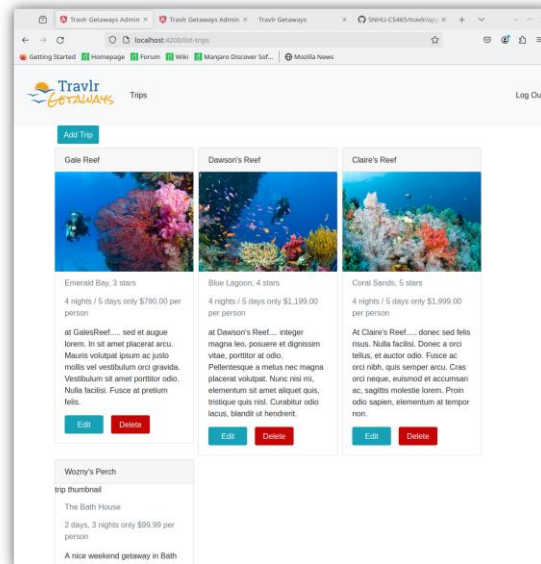 Travlr Getaways Admin
Travlr Getaways Admin
Travlr Getaways
SNHU-CS465/travlr/ap
localhost:4200/list-trips
Getting Started
Homepage
Forum
Wiki
Manjaro Discover Sof...
Mozilla News
Travlr
GETAWAYS
Trips
Log Ou
Add Trip
Gale Reef
Emerald Bay, 3 stars
4 nights / 5 days only $790.00 per
person
at GalesReef.... sed et augue
lorem. In sit amet placerat arcu.
Mauris volutpat ipsum ac justo
mollis vel vestibulum orci gravida.
Vestibulum sit amet porttitor odio.
Nulla facilisi. Fusce at pretium
felis.
Edit
Delete
Dawson's Reef
Blue Lagoon, 4 stars
4 nights / 5 days only $1,199.00
per person
at Dawson's Reef.... integer
magna leo, posuere et dignissim
vitae, porttitor at odio.
Pellentesque a metus nec magna
placerat volutpat. Nunc nisi mi,
elementum sit amet aliquet quis,
tristique quis nisl. Curabitur odio
lacus, blandit ut hendrerit.
Edit
Delete
Claire's Reef
Coral Sands, 5 stars
4 nights / 5 days only $1,999.00
per person
At Claire's Reef.... donec sed felis
risus. Nulla facilisi. Donec a orci
tellus, et auctor odio. Fusce ac
orci nibh, quis semper arcu. Cras
orci neque, euismod et accumsan
ac, sagittis molestie lorem. Proin
odio sapien, elementum at tempor
non.
Edit
Delete
Wozny's Perch
trip thumbnail
The Bath House
2 days, 3 nights only $99.99 per
person
A nice weekend getaway in Bath